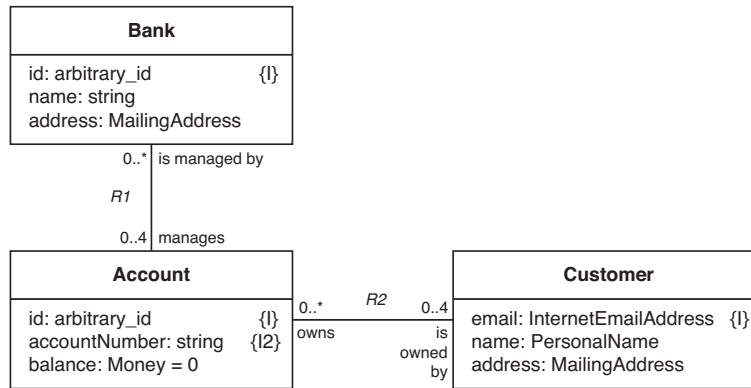 Bank
id: arbitrary_id {I}
name: string
address: MailingAddress
0..* is managed by
R1
0..4 manages
Account
id: arbitrary_id {I}
accountNumber: string {I2}
balance: Money = 0
0..* R2 0..4
owns is
owned
by
Customer
email: InternetEmailAddress {I}
name: PersonalName
address: MailingAddress